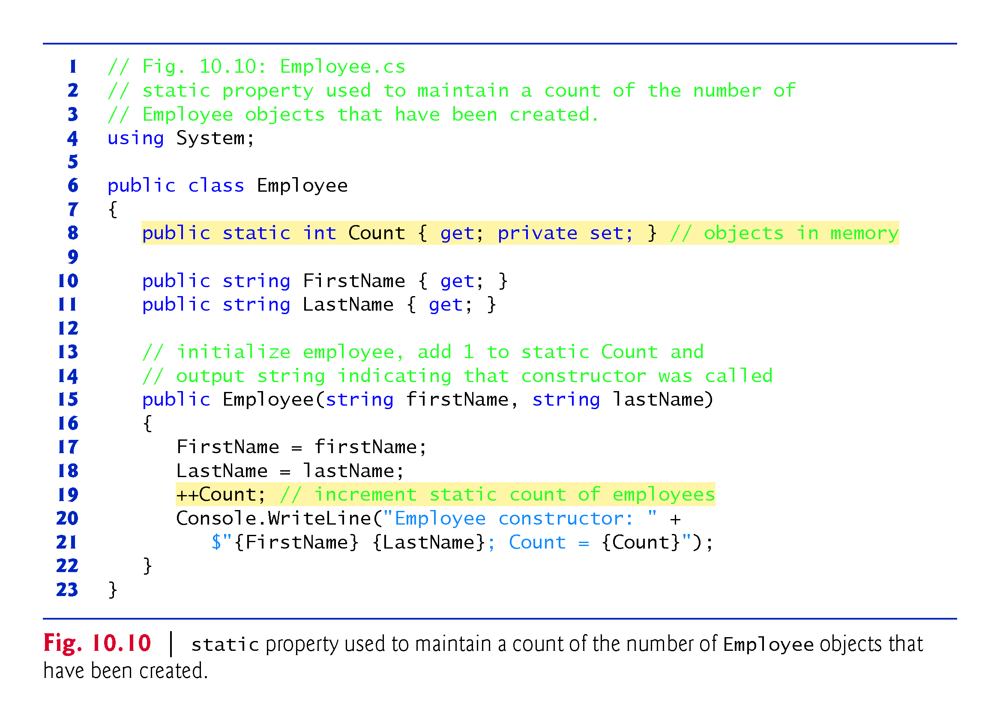 1 // Fig. 10.10: Employee.cs
2 // static property used to maintain a count of the number of
3 // Employee objects that have been created.
4 using System;
5
6 public class Employee
7 {
8 public static int Count { get; private set; } // objects in memory
9
10 public string FirstName { get; }
11 public string LastName { get; }
12
13 // initialize employee, add 1 to static Count and
14 // output string indicating that constructor was called
15 public Employee(string firstName, string lastName)
16 {
17 FirstName = firstName;
18 LastName = lastName;
19 ++Count; // increment static count of employees
20 Console.WriteLine("Employee constructor: " +
21 $"{FirstName} {LastName}; Count = {Count}");
22 }
23 }
Fig. 10.10 | static property used to maintain a count of the number of Employee objects that
have been created.